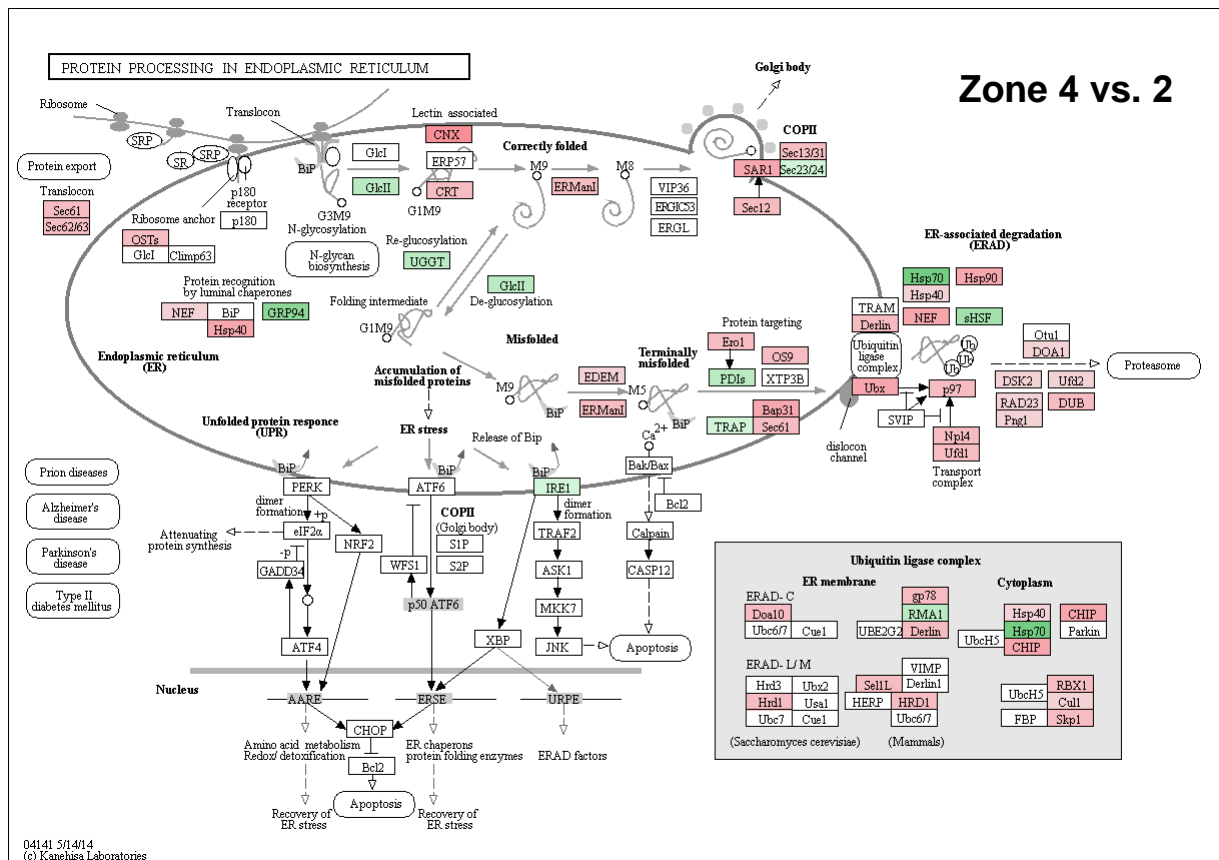 PROTEIN PROCESSING IN ENDOPLASMIC RETICULUM
Zone 4 vs. 2
Golgi body
Ribosome
SRP
SR
SRP
Translocon
Protein export
Translocon
Sec61
Sec62/63
p180
receptor
Ribosome anchor
p180
OSTs
GlcI
Climp63
BiP
G3M9
N-glycosylation
N-glycan
biosynthesis
Lectin associated
CNX
GlcI
ERP57
GlcII
CRT
G1M9
Correctly folded
M9
ERManI
M8
VIP36
ERGIC53
ERGL
COPII
Sec13/31
SAR1
Sec23/24
Sec12
Re-glucosylation
UGGT
GlcII
De-glucosylation
Protein recognition
by luminal chaperones
NEF
BiP
GRP94
Hsp40
Folding intermediate
G1M9
Endoplasmic reticulum
(ER)
Misfolded
Accumulation of
misfolded proteins
M9
BiP
EDEM
ERManI
Terminally
misfolded
M5
BiP
Protein targeting
Ero1
OS9
PDIs
XTP3B
Bap31
TRAP
Sec61
ER-associated degradation
(ERAD)
Hsp70
Hsp90
Hsp40
NEF
sHSF
TRAM
Derlin
Ubiquitin
ligase
complex
Ub
Ub
Ub
Otu1
DOA1
Proteasome
Ubx
p97
SVIP
DSK2
Ufd2
RAD23
DUB
Png1
Npl4
Ufd1
Transport
complex
dislocon
channel
Unfolded protein responce
(UPR)
ER stress
Release of Bip
BiP
BiP
BiP
Ca2+
Bak/Bax
Bcl2
PERK
ATF6
IRE1
dimer
formation
+p
eIF2α
Attenuating
protein synthesis
-p
GADD34
NRF2
ATF4
COPII
(Golgi body)
S1P
S2P
WFS1
p50 ATF6
XBP
dimer
formation
TRAF2
ASK1
MKK7
JNK
Calpain
CASP12
Apoptosis
Prion diseases
Alzheimer's
disease
Parkinson's
disease
Type II
diabetes mellitus
Nucleus
AARE
ERSE
URPE
CHOP
Amino acid metabolism
Redox/ detoxification
Bcl2
ER chaperons
protein folding enzymes
ERAD factors
Apoptosis
Recovery of
ER stress
Recovery of
ER stress
Ubiquitin ligase complex
ER membrane
Cytoplasm
ERAD- C
Doa10
Ubc6/7
Cue1
gp78
RMA1
UBE2G2
Derlin
Hsp40
CHIP
Hsp70
UbcH5
Parkin
CHIP
ERAD- L/ M
Hrd3
Ubx2
Hrd1
Usa1
Ubc7
Cue1
(Saccharomyces cerevisiae)
VIMP
Sel1L
Derlin1
HERP
HRD1
Ubc6/7
(Mammals)
RBX1
UbcH5
Cul1
FBP
Skp1
04141 5/14/14
(c) Kanehisa Laboratories